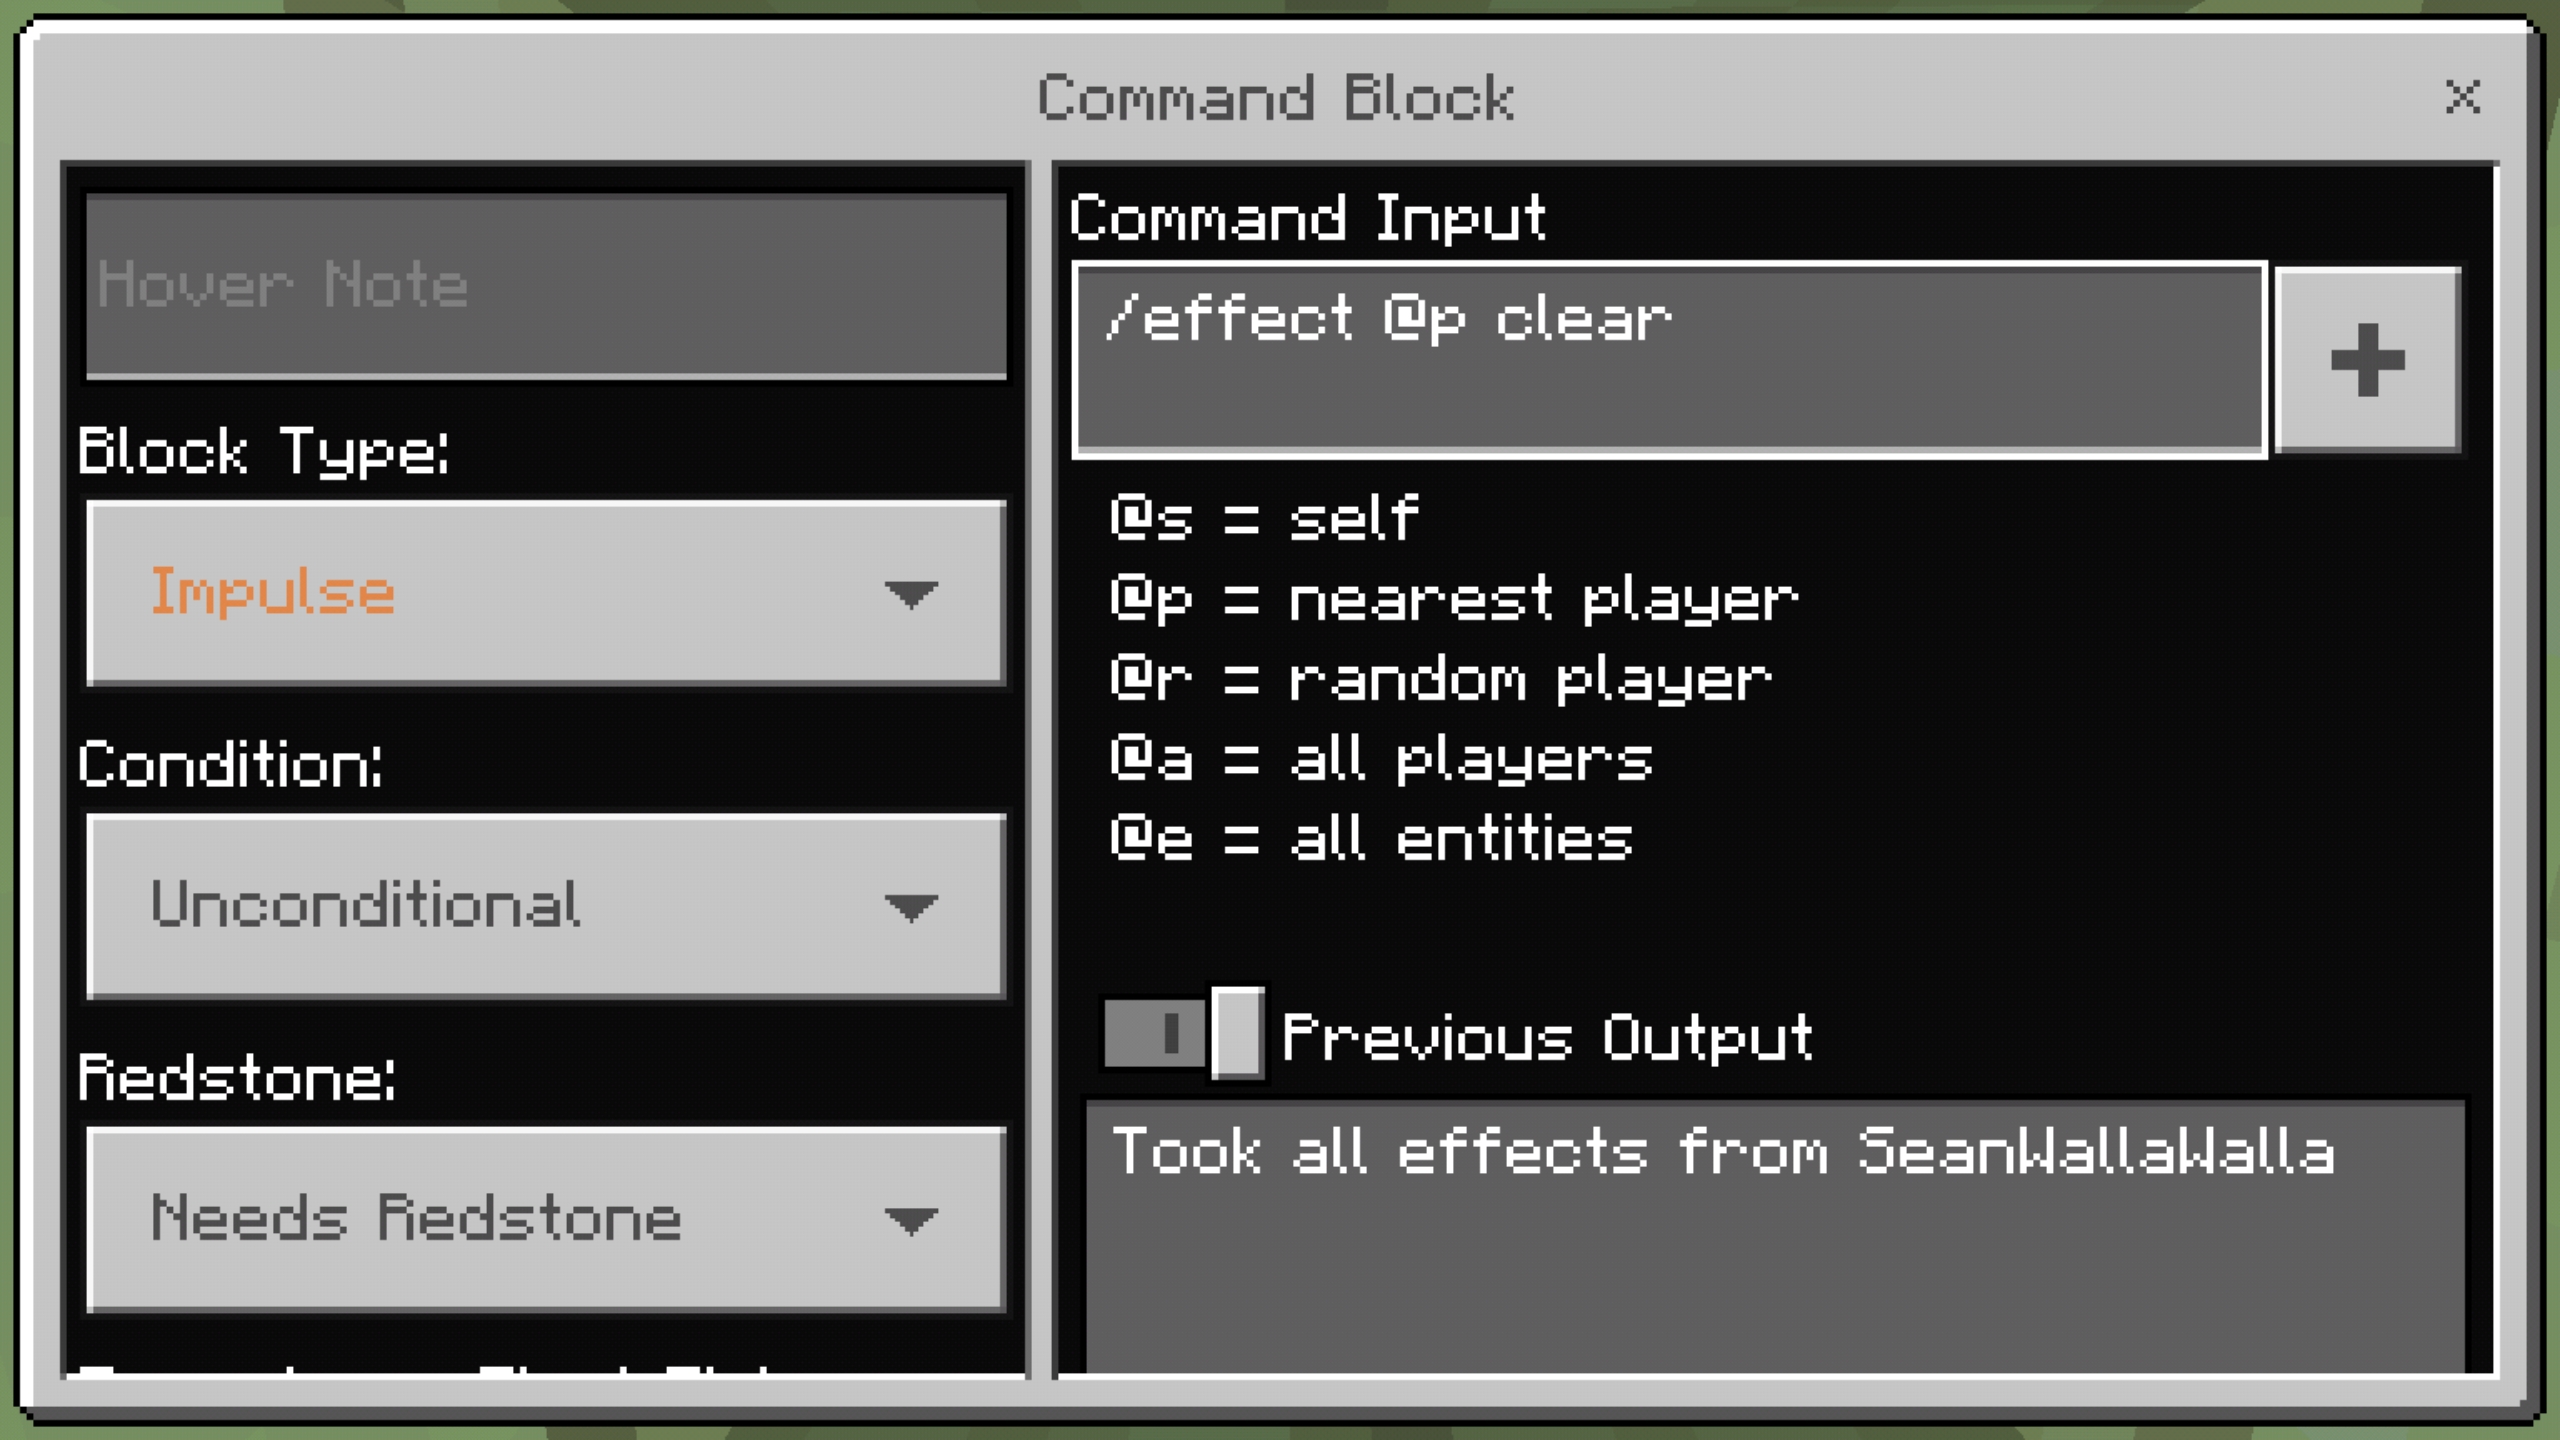 Command Block
Hover Note
Block Type:
Impulse
Condition:
Unconditional
Redstone:
Needs Redstone
Command Input
/effect @p clear
@s = self
@p = nearest player
@r = random player
@a = all players
@e = all entities
Previous Output
Took all effects from SeanWallaWalla